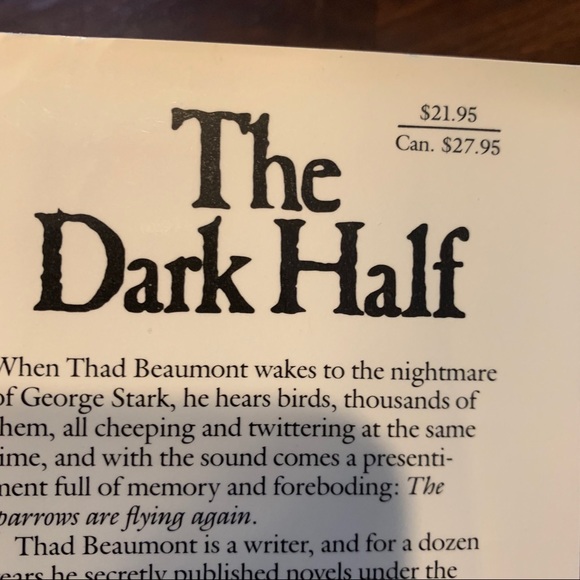 $21.95
Can. $27.95
The
Dark Half
When Thad Beaumont wakes to the nightmare
of George Stark, he hears birds, thousands of
hem, all cheeping and twittering at the same
ime, and with the sound comes a presenti-
ment full of memory and foreboding: The
parrows are flying again.
Thad Beaumont is a writer, and for a dozen
ears he secretly published novels under the